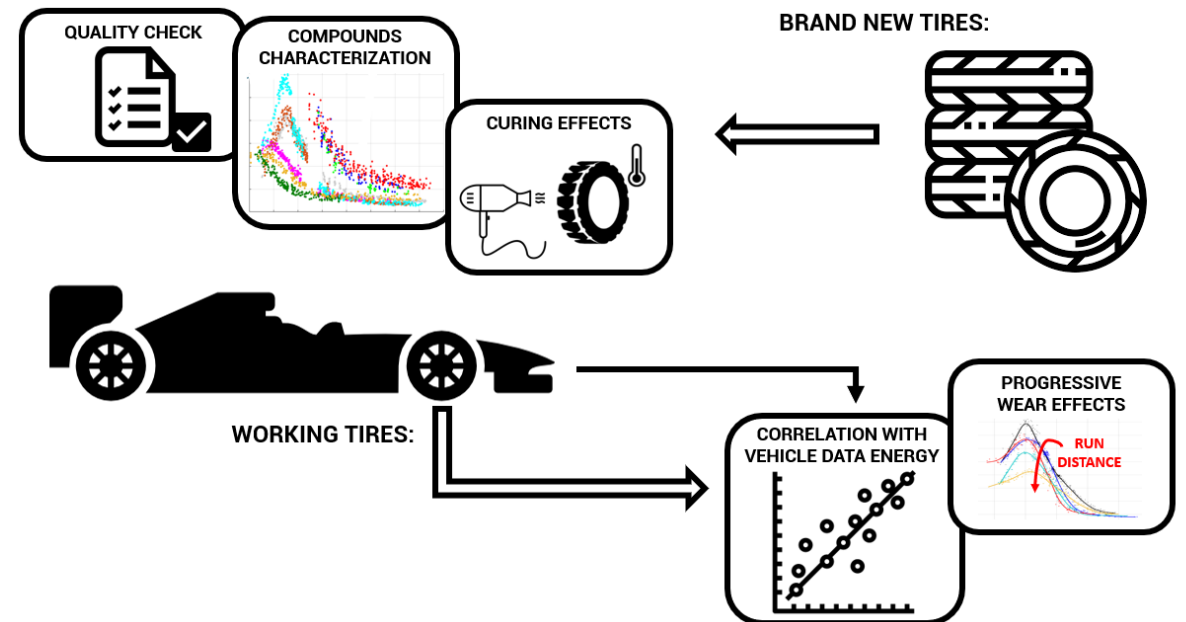 BRAND NEW TIRES:
QUALITY CHECK
COMPOUNDS
CHARACTERIZATION
CURING EFFECTS
WORKING TIRES:
CORRELATION WITH
VEHICLE DATA ENERGY
PROGRESSIVE
WEAR EFFECTS
RUN
DISTANCE